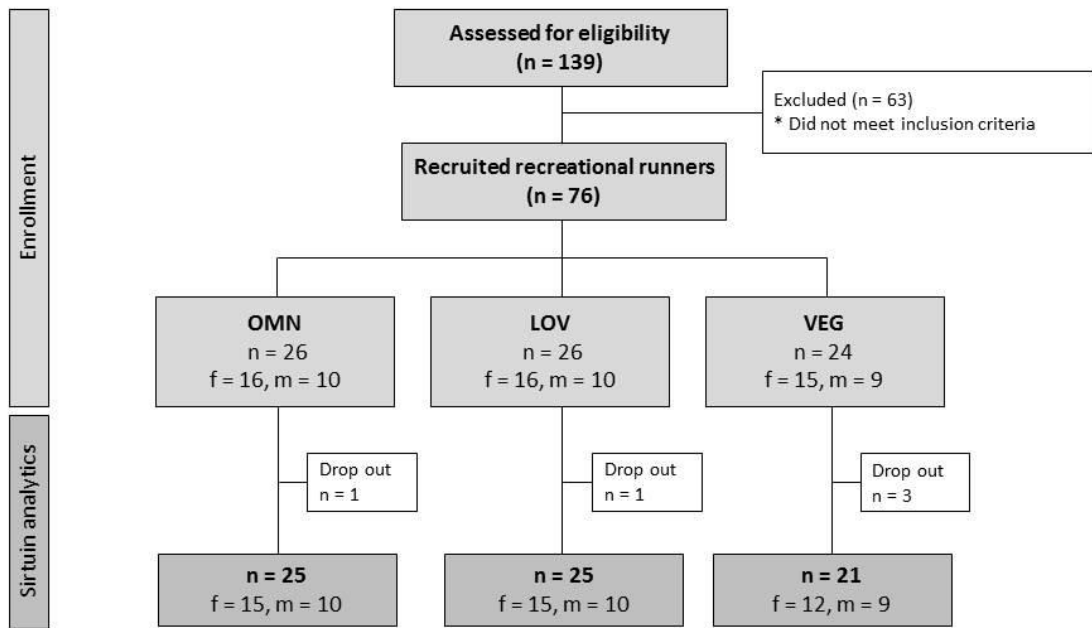 Assessed for eligibility
(n = 139)
Excluded (n = 63)
* Did not meet inclusion criteria
Recruited recreational runners
(n = 76)
Enrollment
OMN
n = 26
f = 16, m = 10
LOV
n = 26
f = 16, m = 10
VEG
n = 24
f = 15, m = 9
Sirtuin analytics
Drop out
n = 1
Drop out
n = 1
Drop out
n = 3
n = 25
f = 15, m = 10
n = 25
f = 15, m = 10
n = 21
f = 12, m = 9